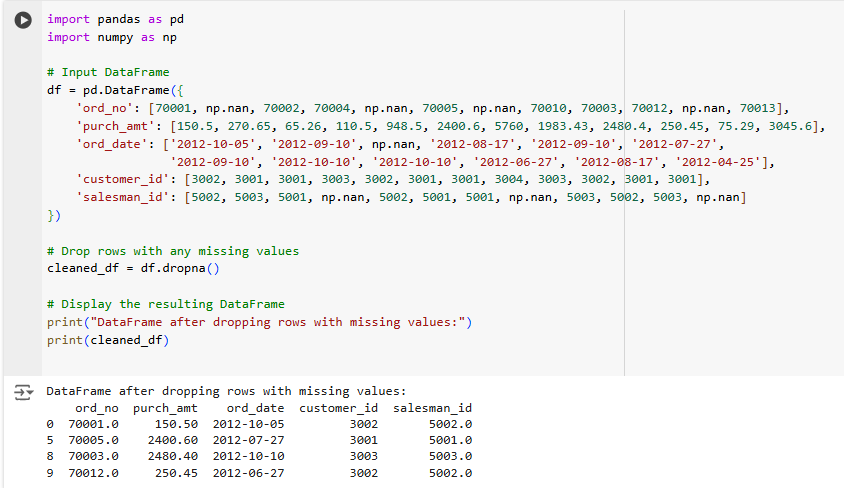 import pandas as pd
import numpy as np
# Input DataFrame
df = pd.DataFrame({
    'ord_no': [70001, np.nan, 70002, 70004, np.nan, 70005, np.nan, 70010, 70003, 70012, np.nan, 70013],
    'purch_amt': [150.5, 270.65, 65.26, 110.5, 948.5, 2400.6, 5760, 1983.43, 2480.4, 250.45, 75.29, 3045.6],
    'ord_date': ['2012-10-05', '2012-09-10', np.nan, '2012-08-17', '2012-09-10', '2012-07-27',
                 '2012-09-10', '2012-10-10', '2012-10-10', '2012-06-27', '2012-08-17', '2012-04-25'],
    'customer_id': [3002, 3001, 3001, 3003, 3002, 3001, 3001, 3004, 3003, 3002, 3001, 3001],
    'salesman_id': [5002, 5003, 5001, np.nan, 5002, 5001, 5001, np.nan, 5003, 5002, 5003, np.nan]
})
# Drop rows with any missing values
cleaned_df = df.dropna()
# Display the resulting DataFrame
print("DataFrame after dropping rows with missing values:")
print(cleaned_df)
DataFrame after dropping rows with missing values:
    ord_no  purch_amt    ord_date  customer_id  salesman_id
0  70001.0     150.50  2012-10-05         3002       5002.0
5  70005.0    2400.60  2012-07-27         3001       5001.0
8  70003.0    2480.40  2012-10-10         3003       5003.0
9  70012.0     250.45  2012-06-27         3002       5002.0